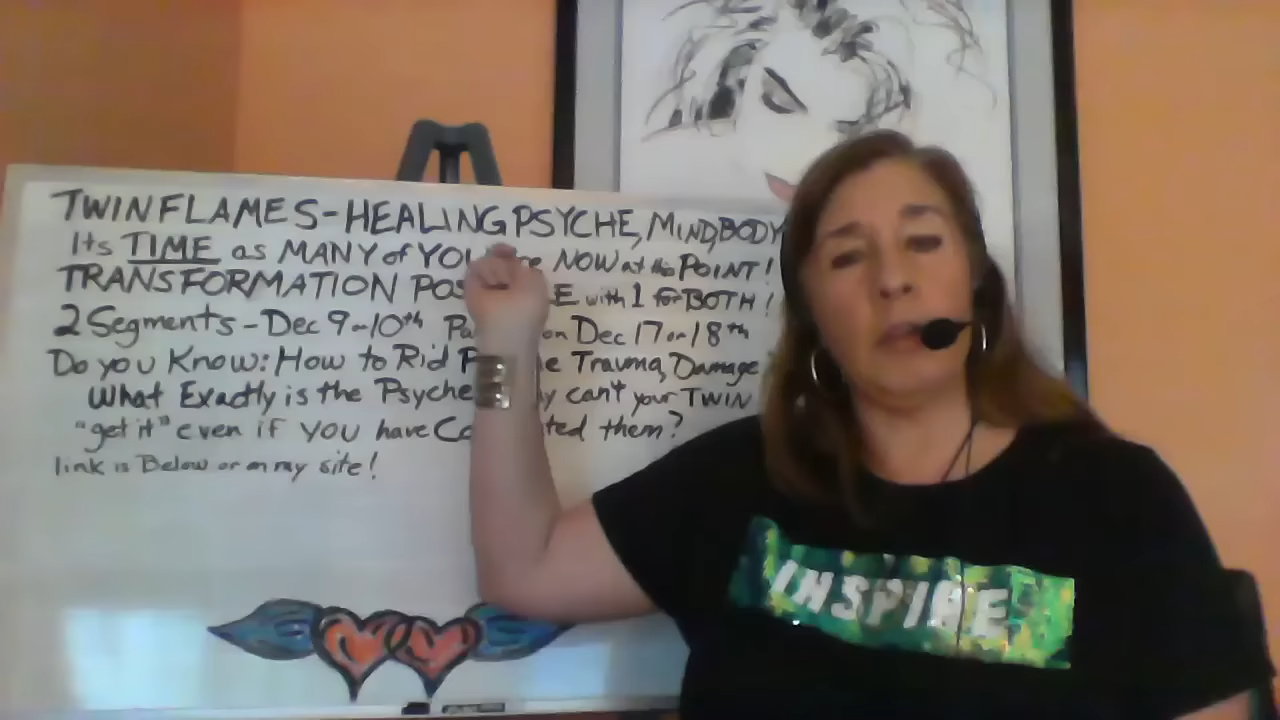 TWINFLAMES-HEALING PSYCHE, MIND, BODY
Its TIME as MANY of YOU NOW at this POINT!
TRANSFORMATION POS E with 1 for BOTH!
2 Segments - Dec 9 or 10th Pa on Dec 17 or 18th
Do you Know: How to Rid P e Trauma, Damage
What Exactly is the Psyche y can't your TWIN
"get it" even if YOU have Co ted them?
link is Below or on my site!
INSPIRE